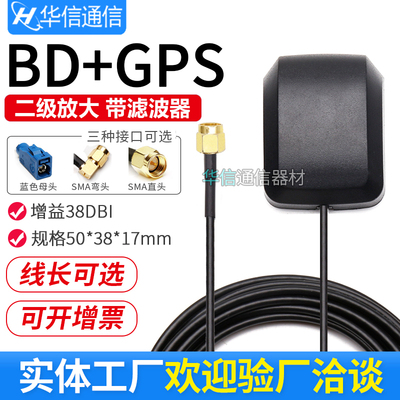 华信通信
BD+GPS
二级放大 带滤波器
三种接口可选
蓝色母头 SMA弯头 SMA直头
华信通信器材
增益38DBI
规格50*38*17mm
线长可选
可开增票
实体工厂欢迎验厂洽谈